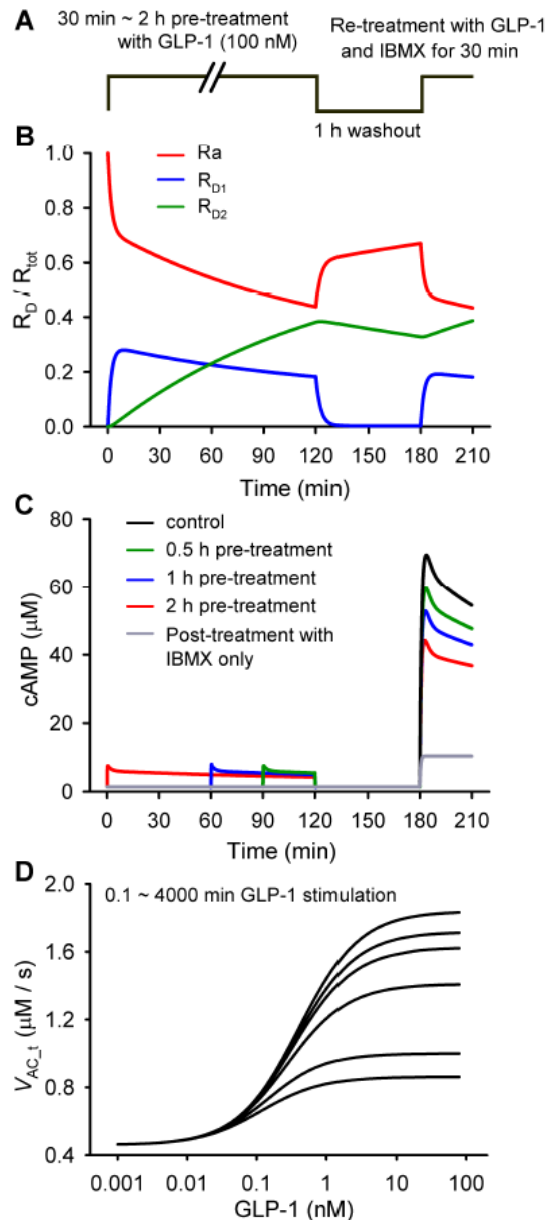 A
30 min ~ 2 h pre-treatment
with GLP-1 (100 nM)
Re-treatment with GLP-1
and IBMX for 30 min
1 h washout
B
1.0
0.8
0.6
0.4
0.2
0.0
R_D / R_tot
Ra
R_D1
R_D2
0 30 60 90 120 150 180 210
Time (min)
C
80
60
40
20
0
cAMP (µM)
control
0.5 h pre-treatment
1 h pre-treatment
2 h pre-treatment
Post-treatment with
IBMX only
0 30 60 90 120 150 180 210
Time (min)
D
2.0
1.6
1.2
0.8
0.4
V_AC_t (µM / s)
0.1 ~ 4000 min GLP-1 stimulation
0.001 0.01 0.1 1 10 100
GLP-1 (nM)